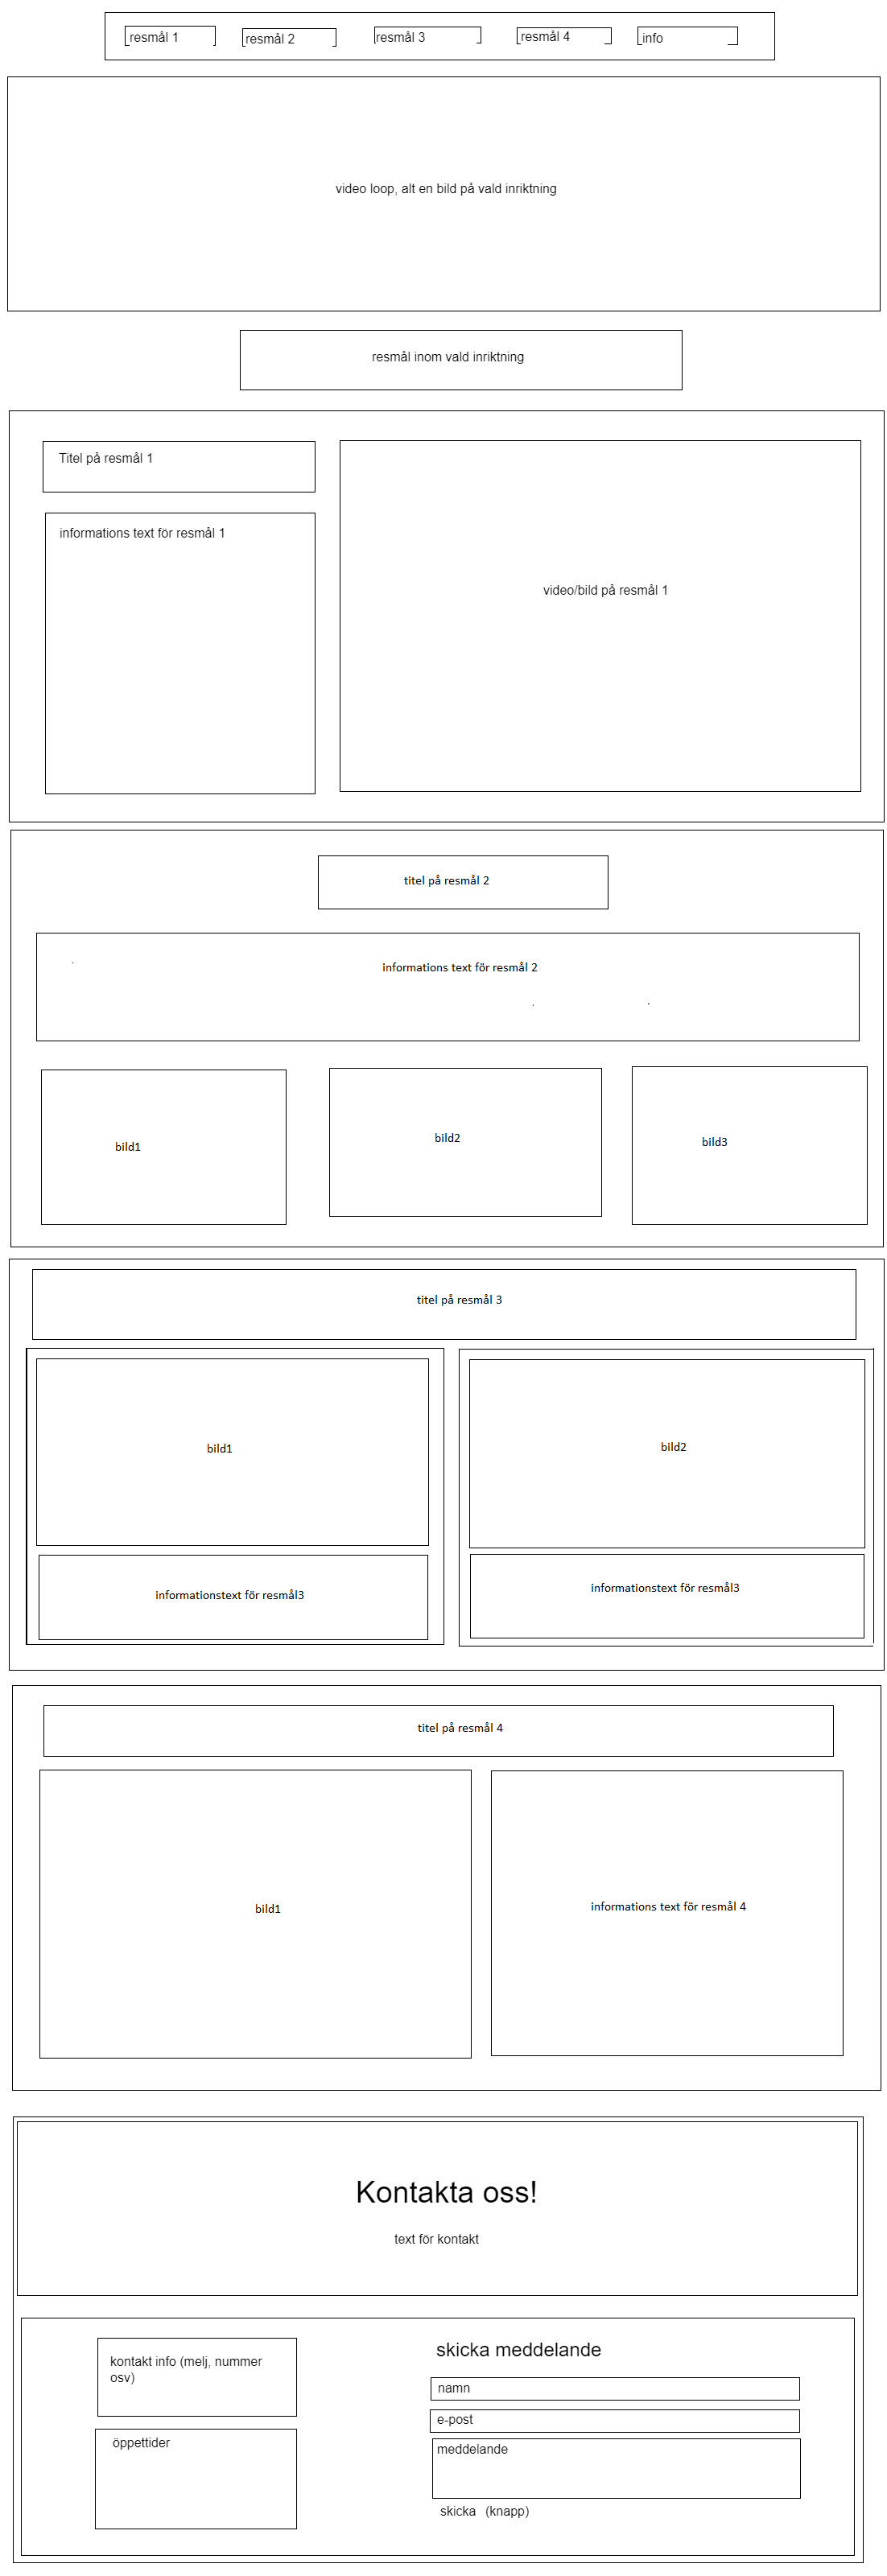 resmål 1
resmål 2
resmål 3
resmål 4
info
video loop, alt en bild på vald inriktning
resmål inom vald inriktning
Titel på resmål 1
informations text för resmål 1
video/bild på resmål 1
titel på resmål 2
informations text för resmål 2
bild1
bild2
bild3
titel på resmål 3
bild1
bild2
informationstext för resmål3
informationstext för resmål3
titel på resmål 4
bild1
informations text för resmål 4
Kontakta oss!
text för kontakt
kontakt info (melj, nummer
osv)
öppettider
skicka meddelande
namn
e-post
meddelande
skicka (knapp)